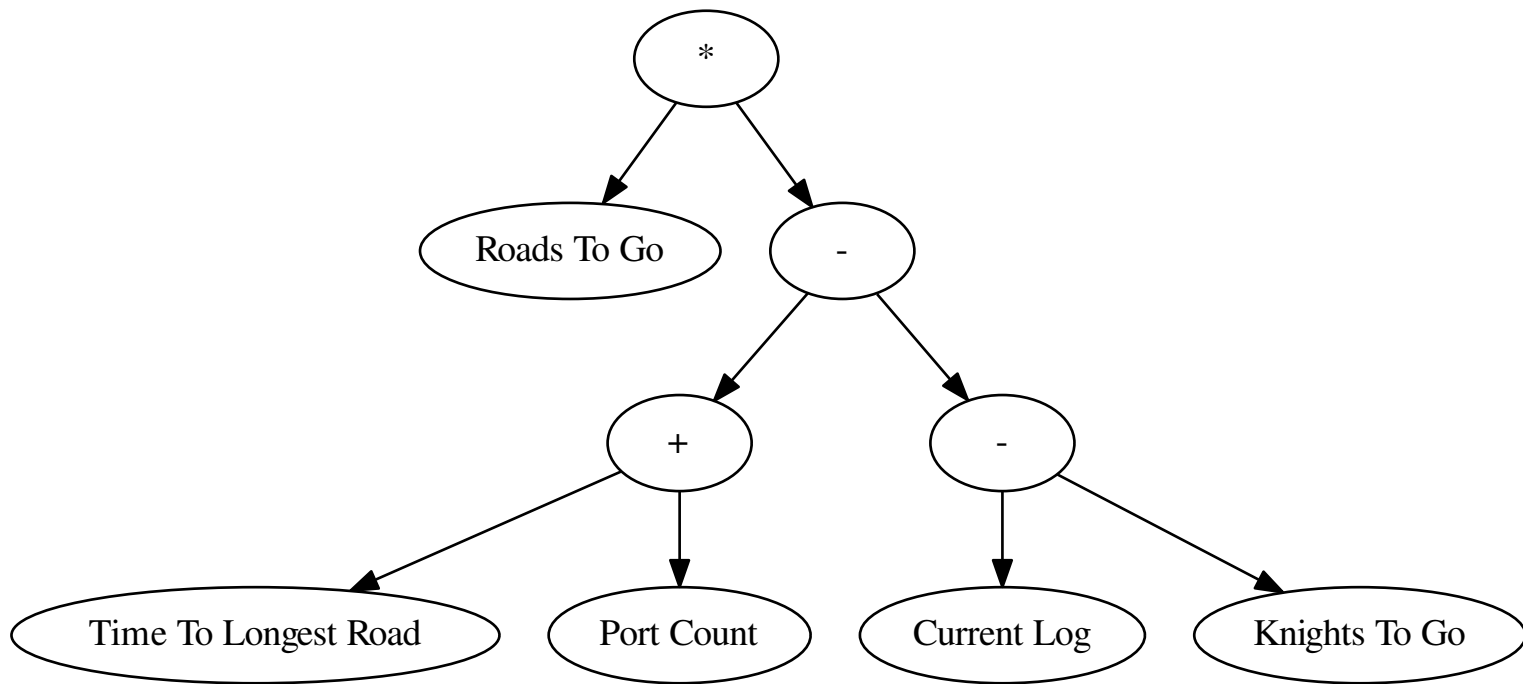 *
Roads To Go
-
+
-
Time To Longest Road
Port Count
Current Log
Knights To Go